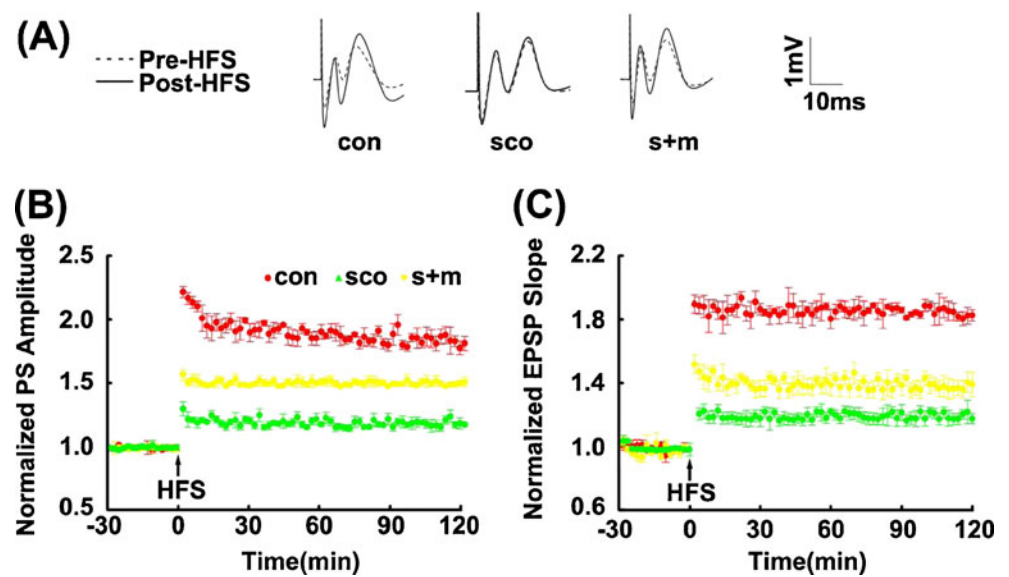 (A)
Pre-HFS
Post-HFS
con
sco
s+m
1mV
10ms
(B)
Normalized PS Amplitude
2.5
2.0
1.5
1.0
0.5
con
sco
s+m
HFS
-30
0
30
60
90
120
Time(min)
(C)
Normalized EPSP Slope
2.2
1.8
1.4
1.0
0.6
HFS
-30
0
30
60
90
120
Time(min)